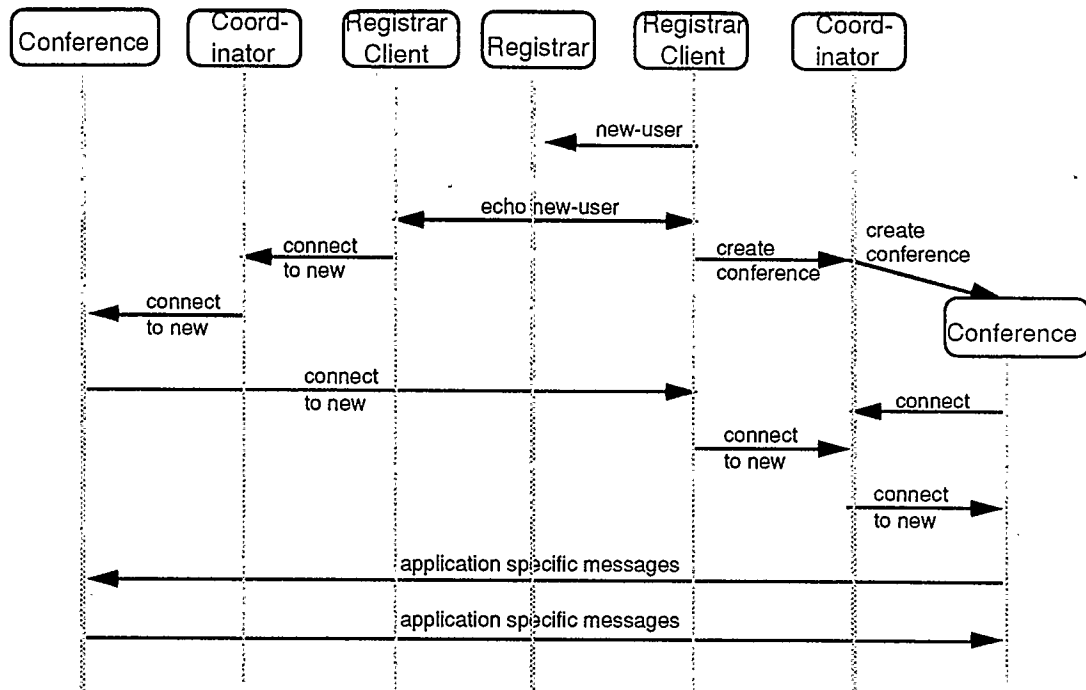 Conference
Coord-
inator
Registrar
Client
Registrar
Registrar
Client
Coord-
inator
new-user
echo new-user
connect
to new
create
conference
create
conference
connect
to new
Conference
connect
to new
connect
connect
to new
connect
to new
application specific messages
application specific messages